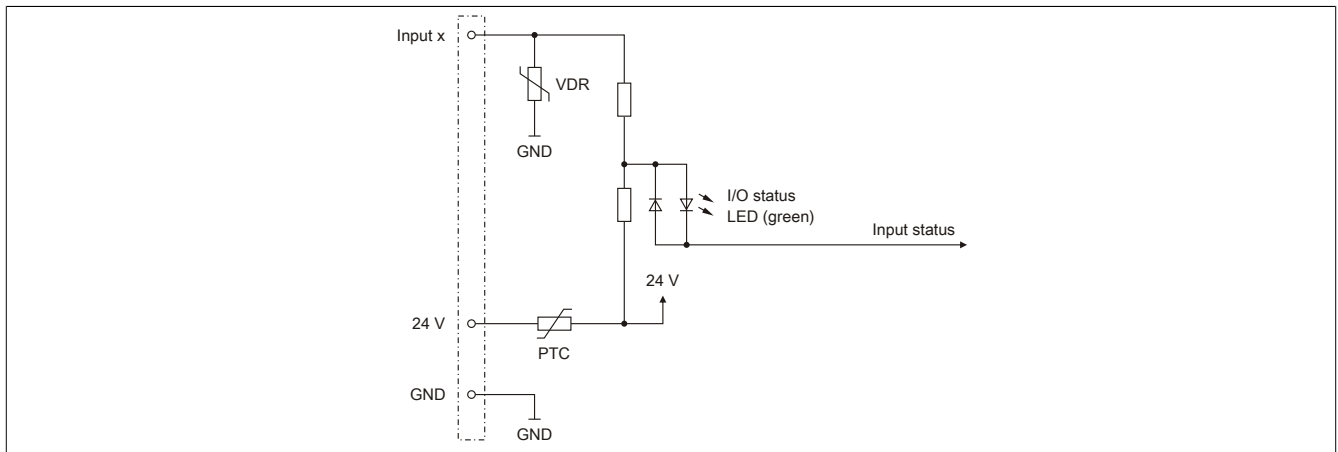 Input x
VDR
GND
I/O status
LED (green)
Input status
24 V
24 V
PTC
GND
GND